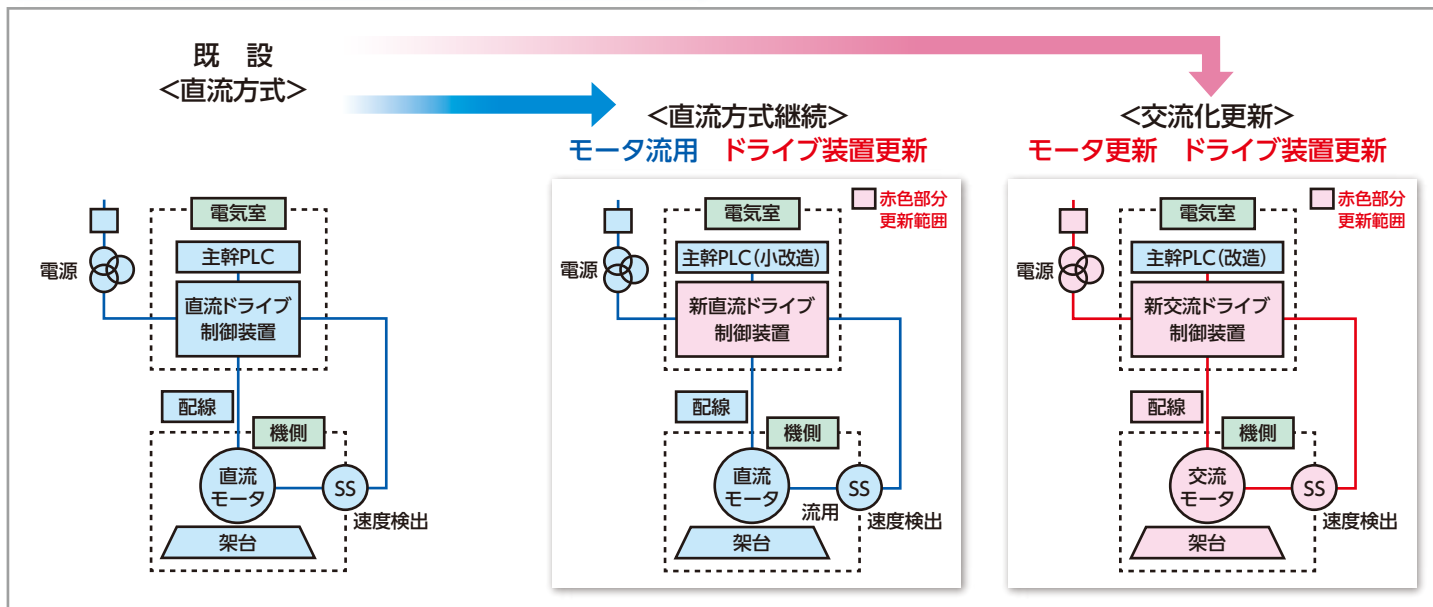 既 設
<直流方式>
<直流方式継続>
モータ流用 ドライブ装置更新
<交流化更新>
モータ更新 ドライブ装置更新
電気室
主幹PLC
電源
直流ドライブ
制御装置
配線
機側
直流
モータ
SS
速度検出
架台
赤色部分
更新範囲
電気室
主幹PLC(小改造)
電源
新直流ドライブ
制御装置
配線
機側
直流
モータ
SS
流用
速度検出
架台
赤色部分
更新範囲
電気室
主幹PLC(改造)
電源
新交流ドライブ
制御装置
配線
機側
交流
モータ
SS
速度検出
架台